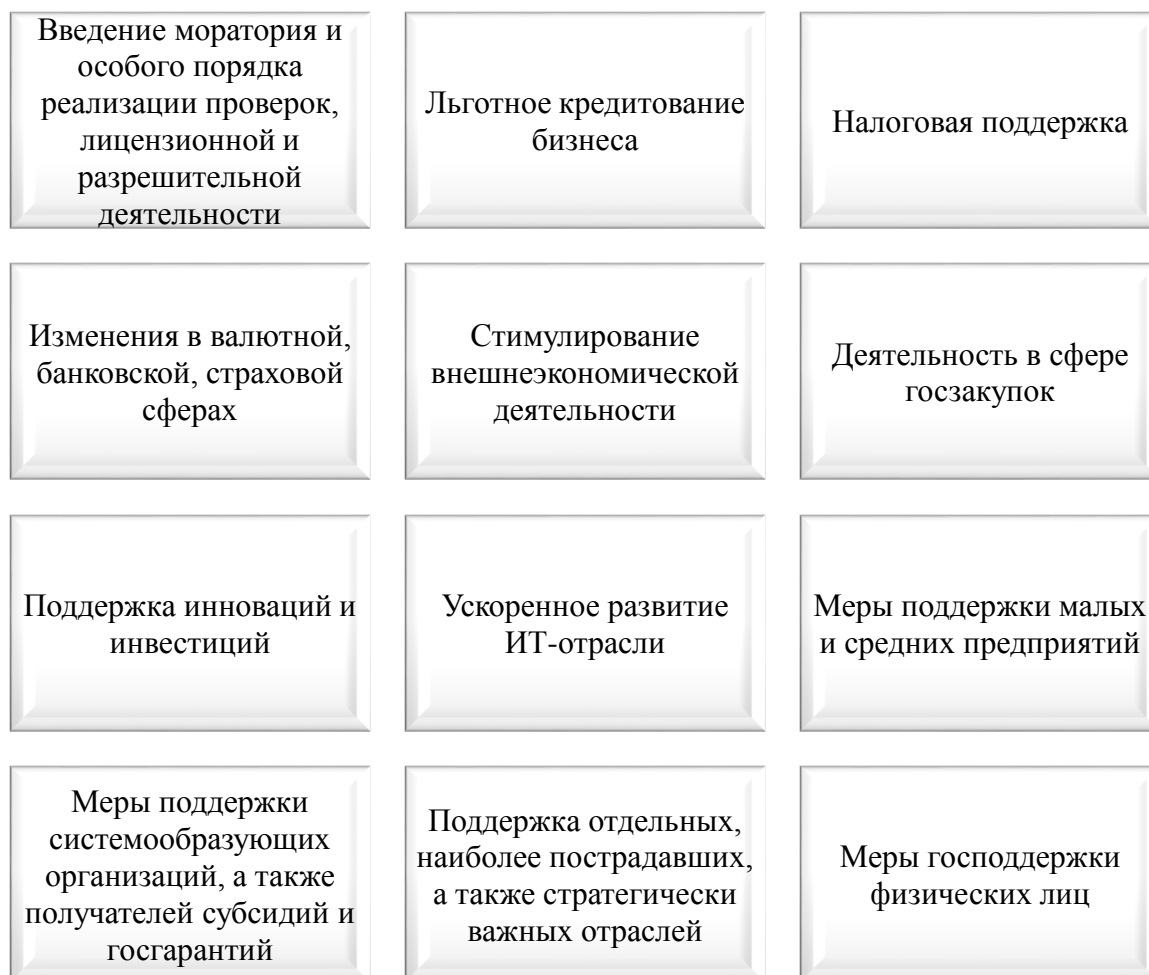 Введение моратория и
особого порядка
реализации проверок,
лицензионной и
разрешительной
деятельности
Льготное кредитование
бизнеса
Налоговая поддержка
Изменения в валютной,
банковской, страховой
сферах
Стимулирование
внешнеэкономической
деятельности
Деятельность в сфере
госзакупок
Поддержка инноваций и
инвестиций
Ускоренное развитие
ИТ-отрасли
Меры поддержки малых
и средних предприятий
Меры поддержки
системообразующих
организаций, а также
получателей субсидий и
госгарантий
Поддержка отдельных,
наиболее пострадавших,
а также стратегически
важных отраслей
Меры господдержки
физических лиц